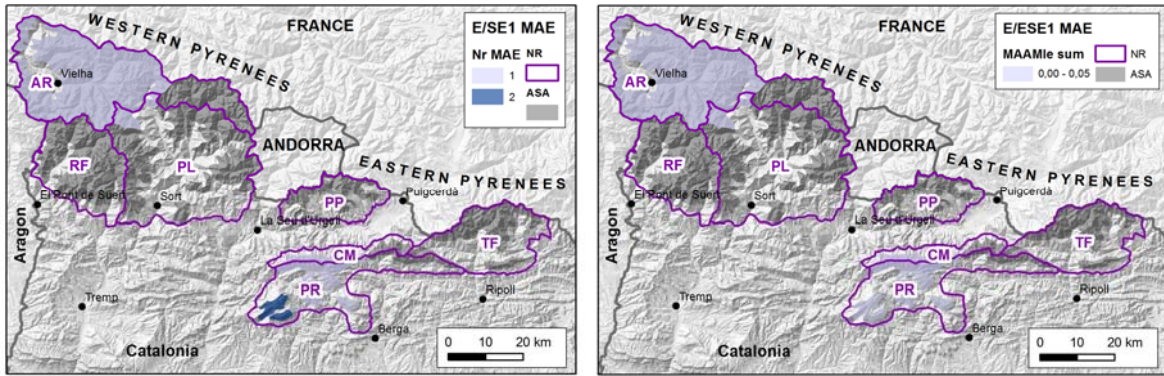 FRANCE
WESTERN PYRENEES
E/SE1 MAE
Nr MAE NR
1
2
ASA
AR
Vielha
RF
PL
ANDORRA
EASTERN PYRENEES
El Pont de Suert
Sort
PP
Puigcerdà
La Seu d'Urgell
TF
Aragon
CM
PR
Tremp
Ripoll
Berga
Catalonia
0 10 20 km
FRANCE
WESTERN PYRENEES
E/ESE1 MAE
MAAMle sum
0,00 - 0,05
NR
ASA
AR
Vielha
RF
PL
ANDORRA
EASTERN PYRENEES
El Pont de Suert
Sort
PP
Puigcerdà
La Seu d'Urgell
TF
Aragon
CM
PR
Tremp
Ripoll
Berga
Catalonia
0 10 20 km